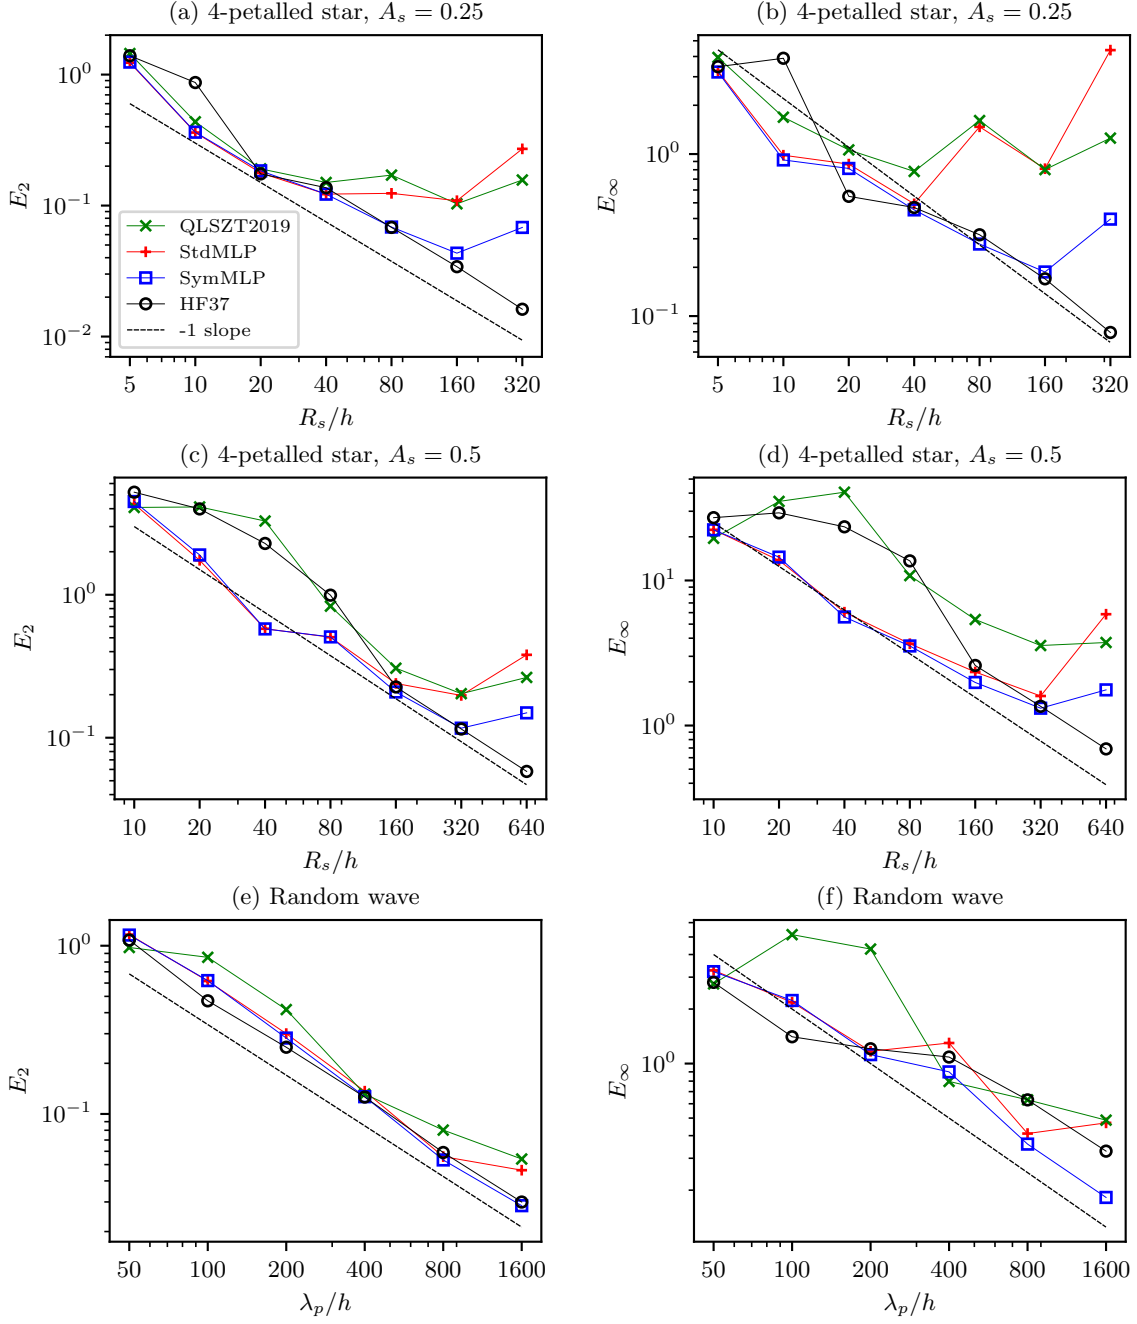 (a) 4-petalled star, A_s = 0.25
E_2
10^0
10^{-1}
10^{-2}
QLSZT2019
StdMLP
SymMLP
HF37
-1 slope
5 10 20 40 80 160 320
R_s/h
(b) 4-petalled star, A_s = 0.25
E_∞
10^0
10^{-1}
5 10 20 40 80 160 320
R_s/h
(c) 4-petalled star, A_s = 0.5
E_2
10^0
10^{-1}
10 20 40 80 160 320 640
R_s/h
(d) 4-petalled star, A_s = 0.5
E_∞
10^1
10^0
10 20 40 80 160 320 640
R_s/h
(e) Random wave
E_2
10^0
10^{-1}
50 100 200 400 800 1600
λ_p/h
(f) Random wave
E_∞
10^0
50 100 200 400 800 1600
λ_p/h